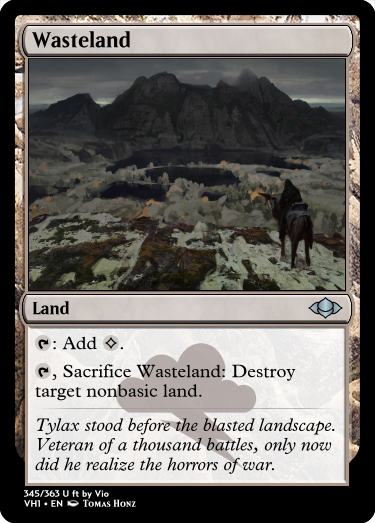 Wasteland
Land
: Add .
, Sacrifice Wasteland: Destroy
target nonbasic land.
Tylax stood before the blasted landscape.
Veteran of a thousand battles, only now
did he realize the horrors of war.
345/363 U ft by Vio
VH1 • EN Tomas Honz